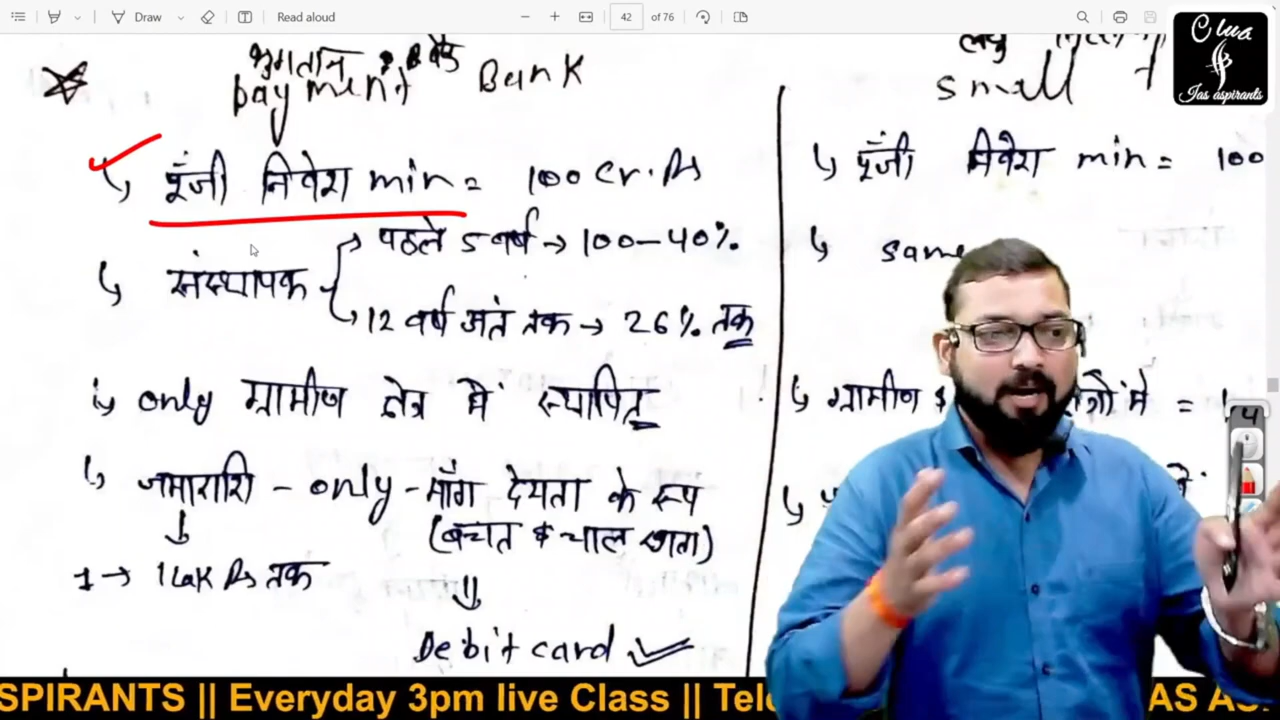 Draw
Read aloud
42 of 76
Clua
Ias aspirants
भुगतान बैंक
payment Bank
small f
पूँजी निवेश min = 100 Cr. Rs
पूँजी निवेश min = 100
संस्थापक
पहले 5 वर्ष → 100-40%
12 वर्ष अंत तक → 26% तक
same
only ग्रामीण क्षेत्र में स्थापित
ग्रामीण
में =
जमाराशि - only - माँग देयता के रूप
(बचत & चालू खाता)
1 → 1 Lak Rs तक
Debit card
SPIRANTS || Everyday 3pm live Class || Tele
AS AS